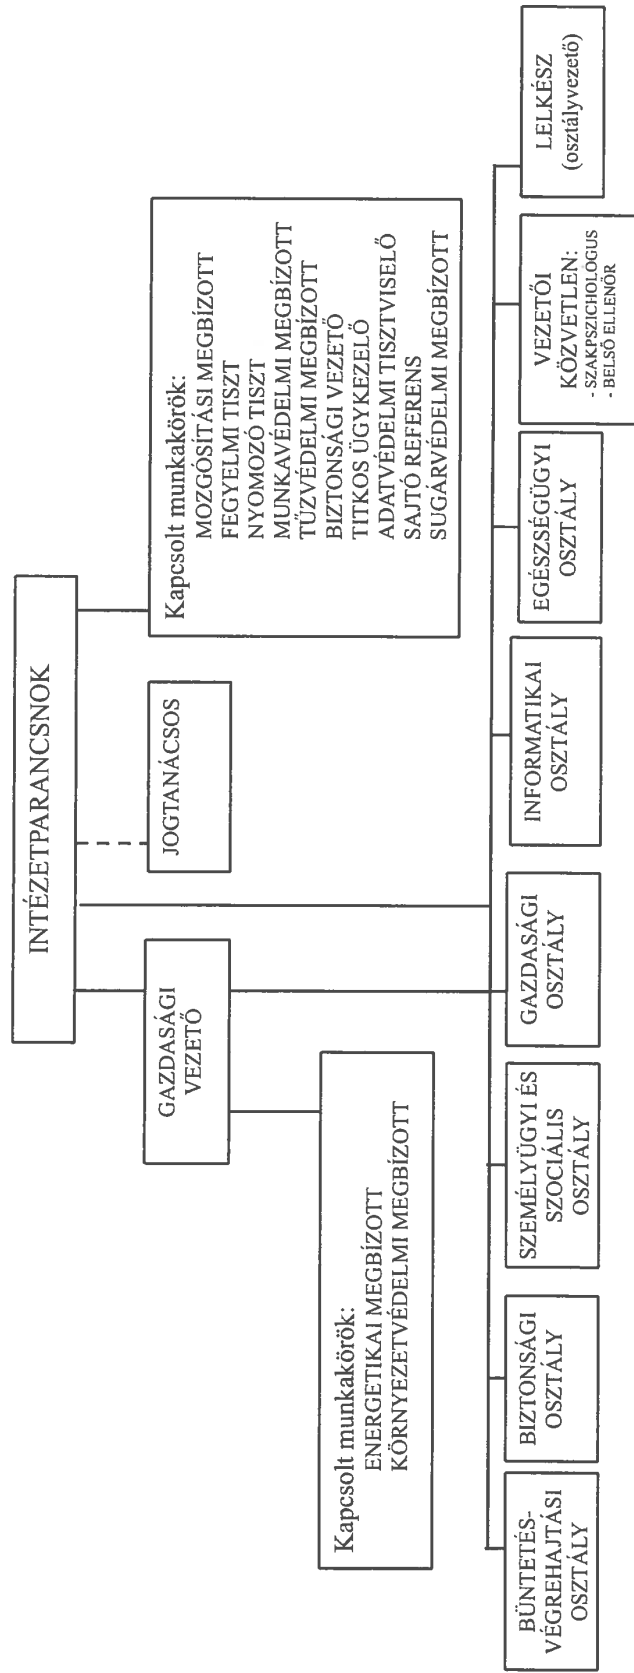 INTÉZETPARANCSNOK
GAZDASÁGI
VEZETŐ
JOGTANÁCSOS
Kapcsolt munkakörök:
MOZGÓSÍTÁSI MEGBÍZOTT
FEGYELMI TISZT
NYOMOZÓ TISZT
MUNKAVÉDELMI MEGBÍZOTT
TŰZVÉDELMI MEGBÍZOTT
BIZTONSÁGI VEZETŐ
TITKOS ÜGYKEZELŐ
ADATVÉDELMI TISZTVISELŐ
SAJTÓ REFERENS
SUGÁRVÉDELMI MEGBÍZOTT
Kapcsolt munkakörök:
ENERGETIKAI MEGBÍZOTT
KÖRNYEZETVÉDELMI MEGBÍZOTT
BÜNTETÉS-
VÉGREHAJTÁSI
OSZTÁLY
BIZTONSÁGI
OSZTÁLY
SZEMÉLYÜGYI ÉS
SZOCIÁLIS
OSZTÁLY
GAZDASÁGI
OSZTÁLY
INFORMATIKAI
OSZTÁLY
EGÉSZSÉGÜGYI
OSZTÁLY
VEZETŐI
KÖZVETLEN:
- SZAKPSZICHOLÓGUS
- BELSŐ ELLENŐR
LELKÉSZ
(osztályvezető)